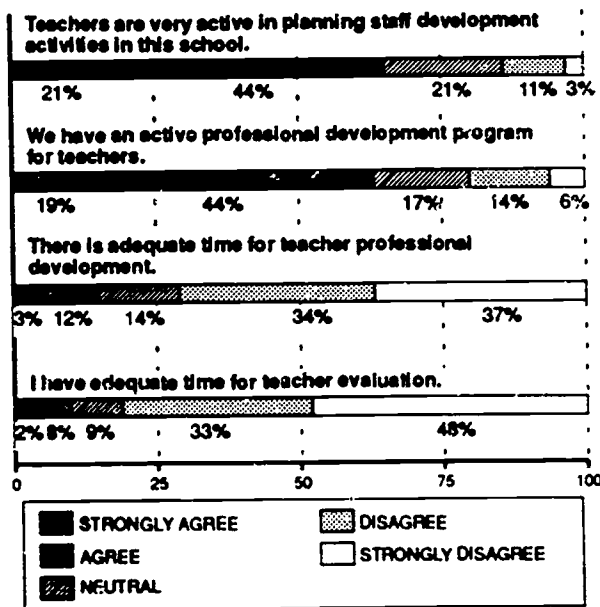 Teachers are very active in planning staff development
activities in this school.
21% 44% 21% 11% 3%
We have an active professional development program
for teachers.
19% 44% 17% 14% 6%
There is adequate time for teacher professional
development.
3% 12% 14% 34% 37%
I have adequate time for teacher evaluation.
2% 8% 9% 33% 48%
0 25 50 75 100
STRONGLY AGREE DISAGREE
AGREE STRONGLY DISAGREE
NEUTRAL